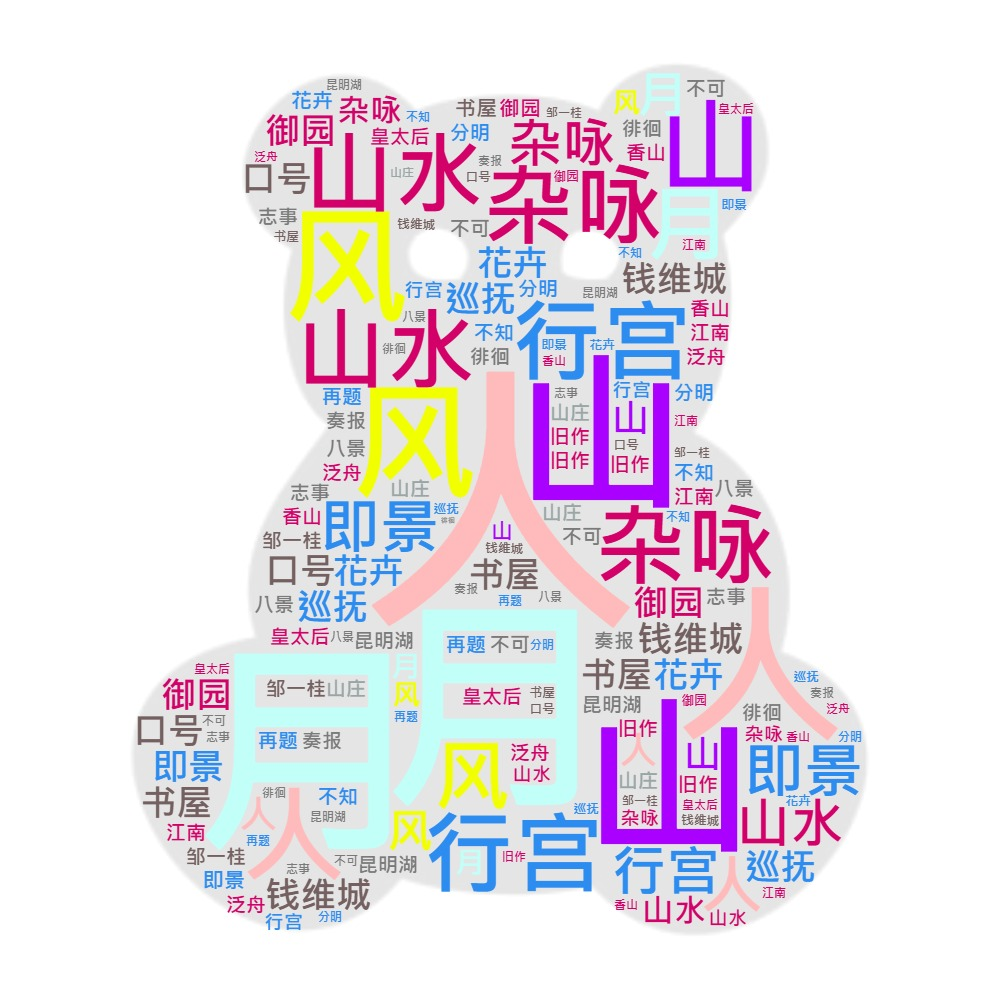 昆明湖
月 不可
花卉 杂咏 不知 书屋 御园 邹一桂 风 皇太后
御园 皇太后 分明 杂咏 徘徊 山
泛舟 山水 奏报 香山
口号 山庄 口号 御园 杂咏
志事 钱维城 不可 月 即景
书屋 风 江南
花卉 不知
行宫 巡抚 分明 昆明湖 钱维城
八景 行宫 香山
山水 徘徊 不知 即景 花卉 江南
徘徊 香山 泛舟
再题 风 人 志事 山 行宫 分明
奏报 山庄 山 江南
八景 旧作 口号
泛舟 旧作 旧作 邹一桂
志事 山庄 不知
香山 即景 巡抚 山庄 江南 八景
徘徊 不知
邹一桂 山 不可 杂咏
口号 花卉 钱维城
书屋
八景 巡抚 奏报 再题 八景 御园 志事 人
皇太后 八景 昆明湖 月 再题 不可 分明 奏报 钱维城
皇太后 月 月 书屋 花卉 巡抚
御园 邹一桂 山庄 风 皇太后 书屋 昆明湖 御园 奏报
口号 不可 再题 口号 徘徊 泛舟
志事 再题 奏报 旧作 山 杂咏 香山 分明
即景 风 泛舟 人 山 即景
书屋 徘徊 不知 山水 山庄 旧作
人 人 昆明湖 巡抚 邹一桂 皇太后 花卉
江南 再题 风 行宫 杂咏 钱维城 山水
邹一桂 志事 不可 昆明湖 月 旧作 行宫 人 巡抚
即景 钱维城 江南
泛舟 行宫 分明 香山 山水 山水